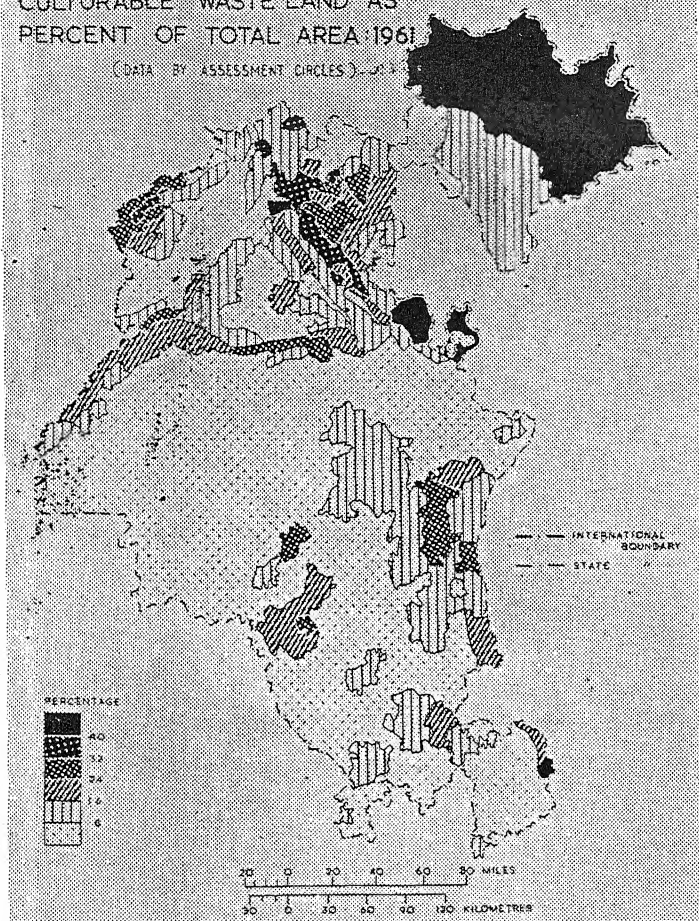 CULTURABLE WASTE LAND AS
PERCENT OF TOTAL AREA:1961
(DATA BY ASSESSMENT CIRCLES)
INTERNATIONAL
BOUNDARY
STATE "
PERCENTAGE
40
32
24
16
8
20 0 20 40 60 80 MILES
30 0 30 60 90 120 KILOMETRES